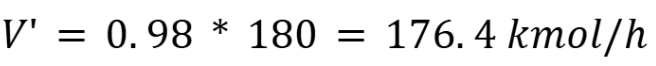 V' = 0.98 * 180 = 176.4 kmol/h